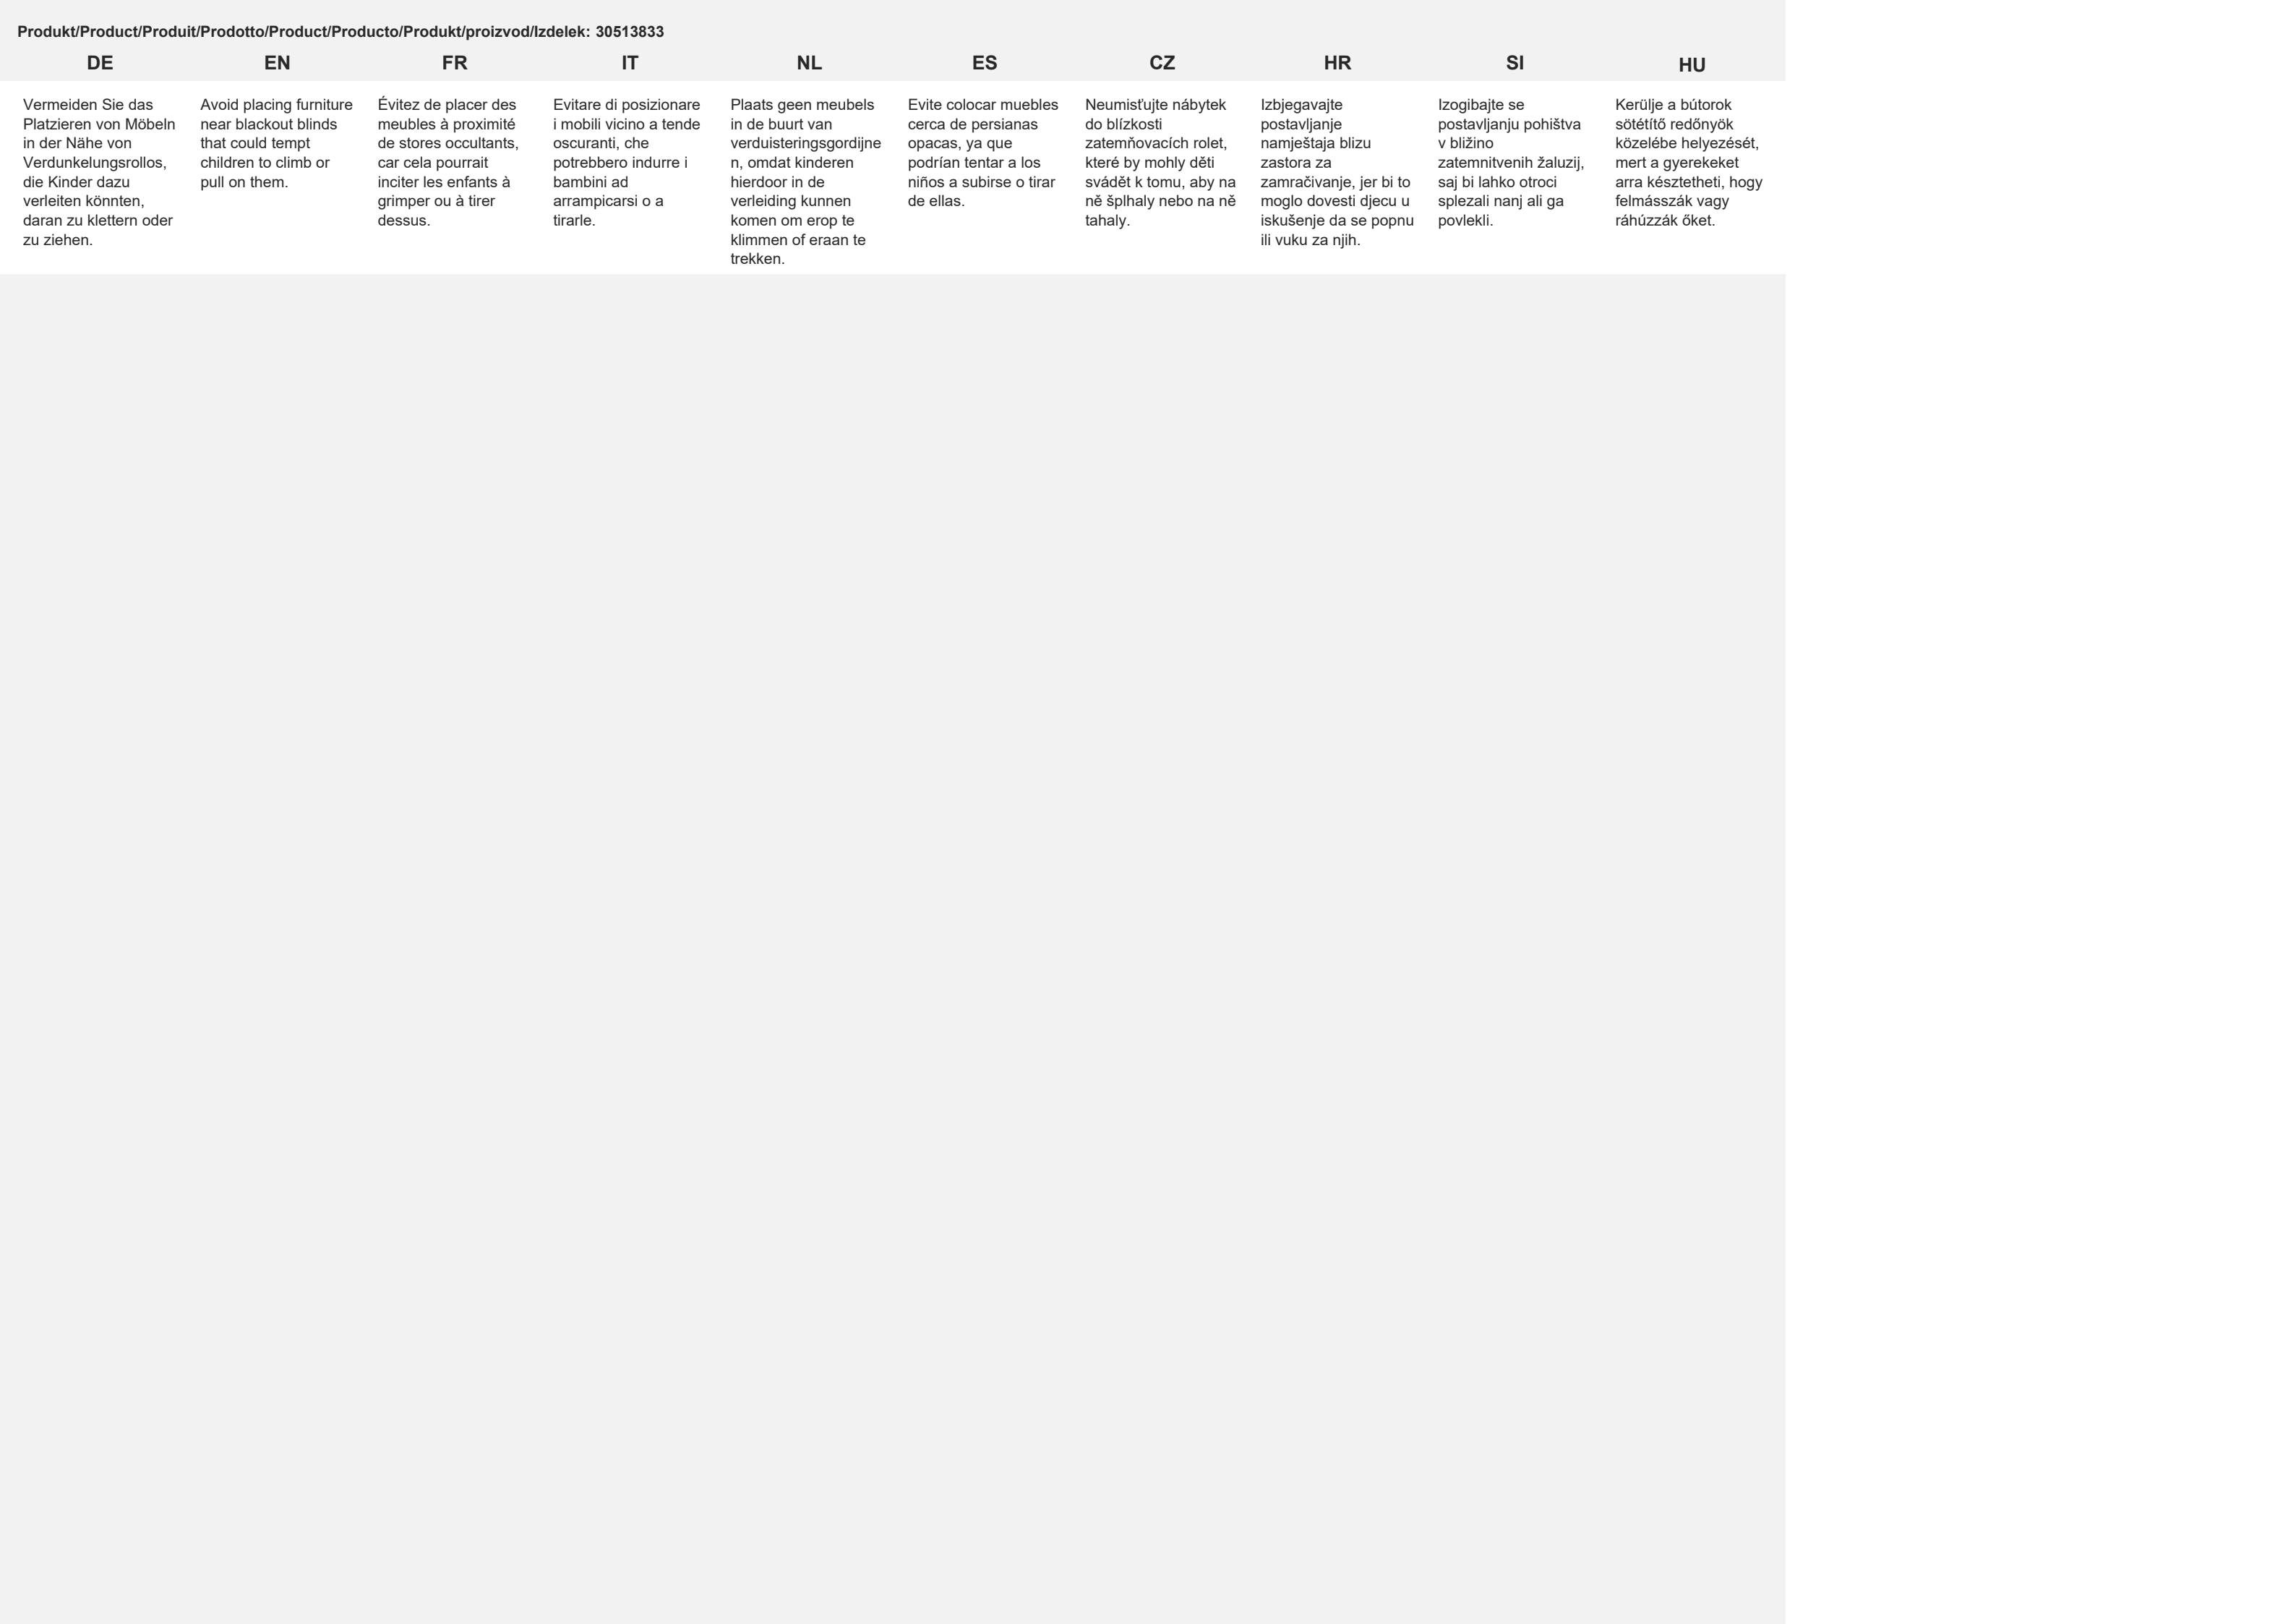 Produkt/Product/Produit/Prodotto/Product/Producto/Produkt/proizvod/Izdelek: 30513833
DE
Vermeiden Sie das
Platzieren von Möbeln
in der Nähe von
Verdunkelungsrollos,
die Kinder dazu
verleiten könnten,
daran zu klettern oder
zu ziehen.
EN
Avoid placing furniture
near blackout blinds
that could tempt
children to climb or
pull on them.
FR
Évitez de placer des
meubles à proximité
de stores occultants,
car cela pourrait
inciter les enfants à
grimper ou à tirer
dessus.
IT
Evitare di posizionare
i mobili vicino a tende
oscuranti, che
potrebbero indurre i
bambini ad
arrampicarsi o a
tirarle.
NL
Plaats geen meubels
in de buurt van
verduisteringsgordijne
n, omdat kinderen
hierdoor in de
verleiding kunnen
komen om erop te
klimmen of eraan te
trekken.
ES
Evite colocar muebles
cerca de persianas
opacas, ya que
podrían tentar a los
niños a subirse o tirar
de ellas.
CZ
Neumisťujte nábytek
do blízkosti
zatemňovacích rolet,
které by mohly děti
svádět k tomu, aby na
ně šplhaly nebo na ně
tahaly.
HR
Izbjegavajte
postavljanje
namještaja blizu
zastora za
zamračivanje, jer bi to
moglo dovesti djecu u
iskušenje da se popnu
ili vuku za njih.
SI
Izogibajte se
postavljanju pohištva
v bližino
zatemnitvenih žaluzij,
saj bi lahko otroci
splezali nanj ali ga
povlekli.
HU
Kerülje a bútorok
sötétítő redőnyök
közelébe helyezését,
mert a gyerekeket
arra késztetheti, hogy
felmásszák vagy
ráhúzzák őket.